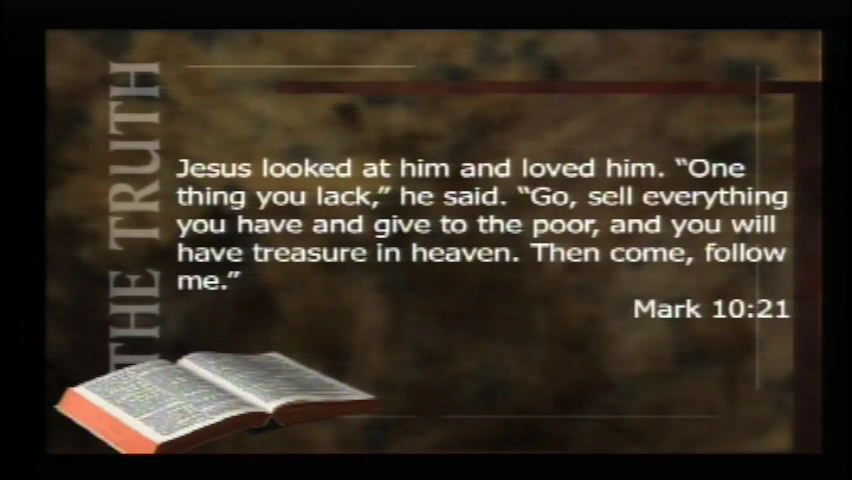 THE TRUTH
Jesus looked at him and loved him. “One
thing you lack,” he said. “Go, sell everything
you have and give to the poor, and you will
have treasure in heaven. Then come, follow
me.”
Mark 10:21